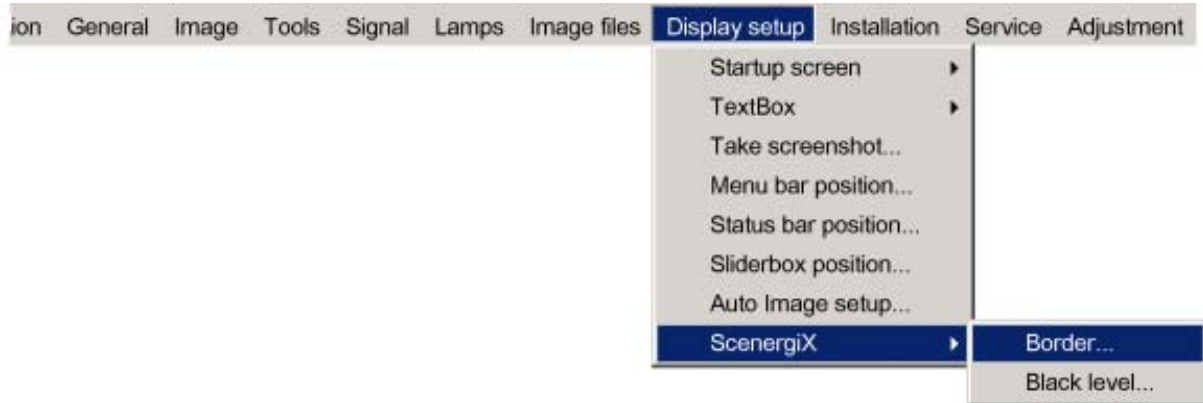 ion General Image Tools Signal Lamps Image files Display setup Installation Service Adjustment
Startup screen
TextBox
Take screenshot...
Menu bar position...
Status bar position...
Sliderbox position...
Auto Image setup...
ScenergiX Border...
Black level...